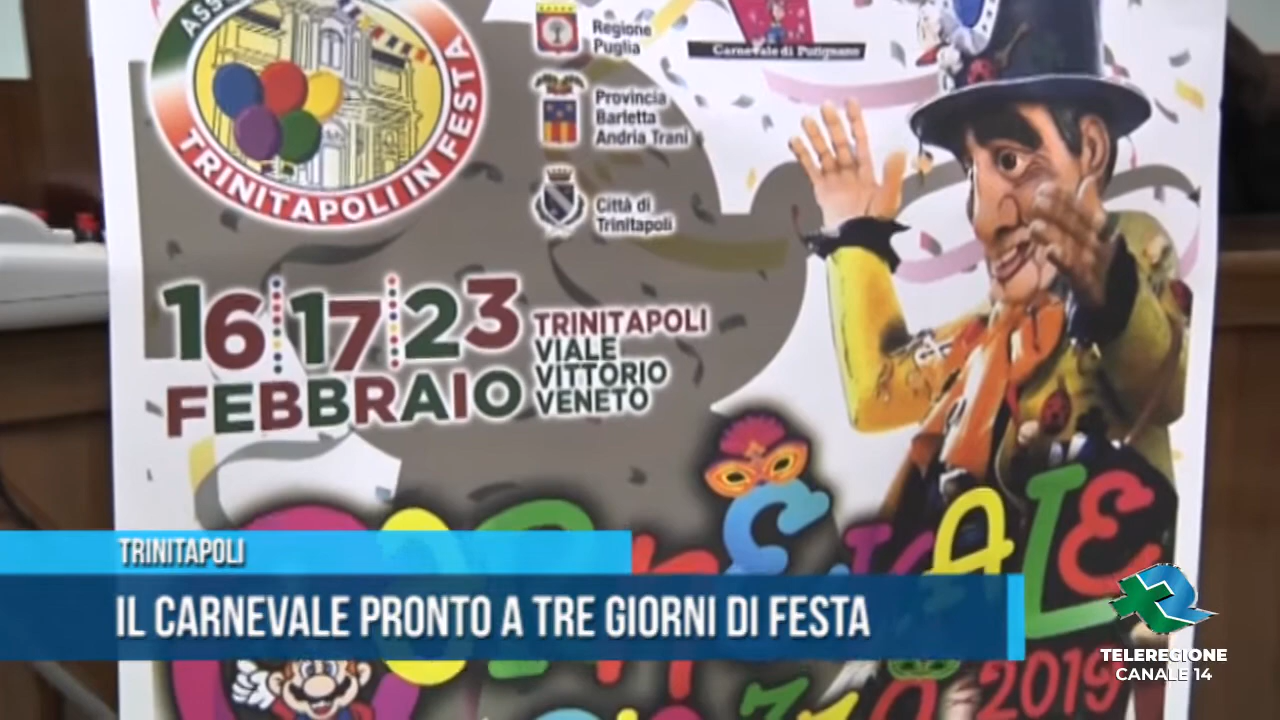 TRINITAPOLI IN FESTA
Regione
Puglia
Carnevale di Putignano
Provincia
Barletta
Andria Trani
Città di
Trinitapoli
16 17 23
FEBBRAIO
TRINITAPOLI
VIALE
VITTORIO
VENETO
CARNEVALE
2019
TRINITAPOLI
IL CARNEVALE PRONTO A TRE GIORNI DI FESTA
TELEREGIONE
CANALE 14